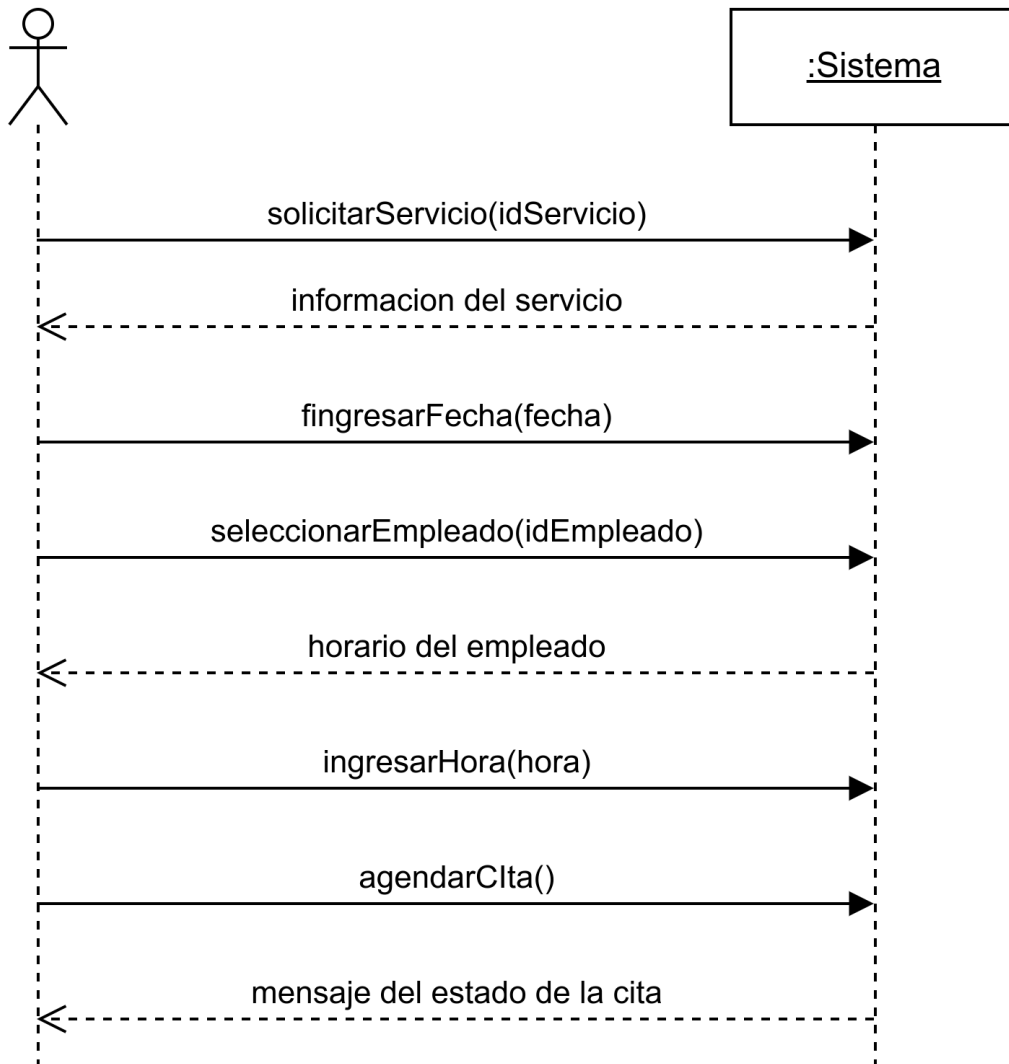 :Sistema
solicitarServicio(idServicio)
informacion del servicio
fingresarFecha(fecha)
seleccionarEmpleado(idEmpleado)
horario del empleado
ingresarHora(hora)
agendarCIta()
mensaje del estado de la cita